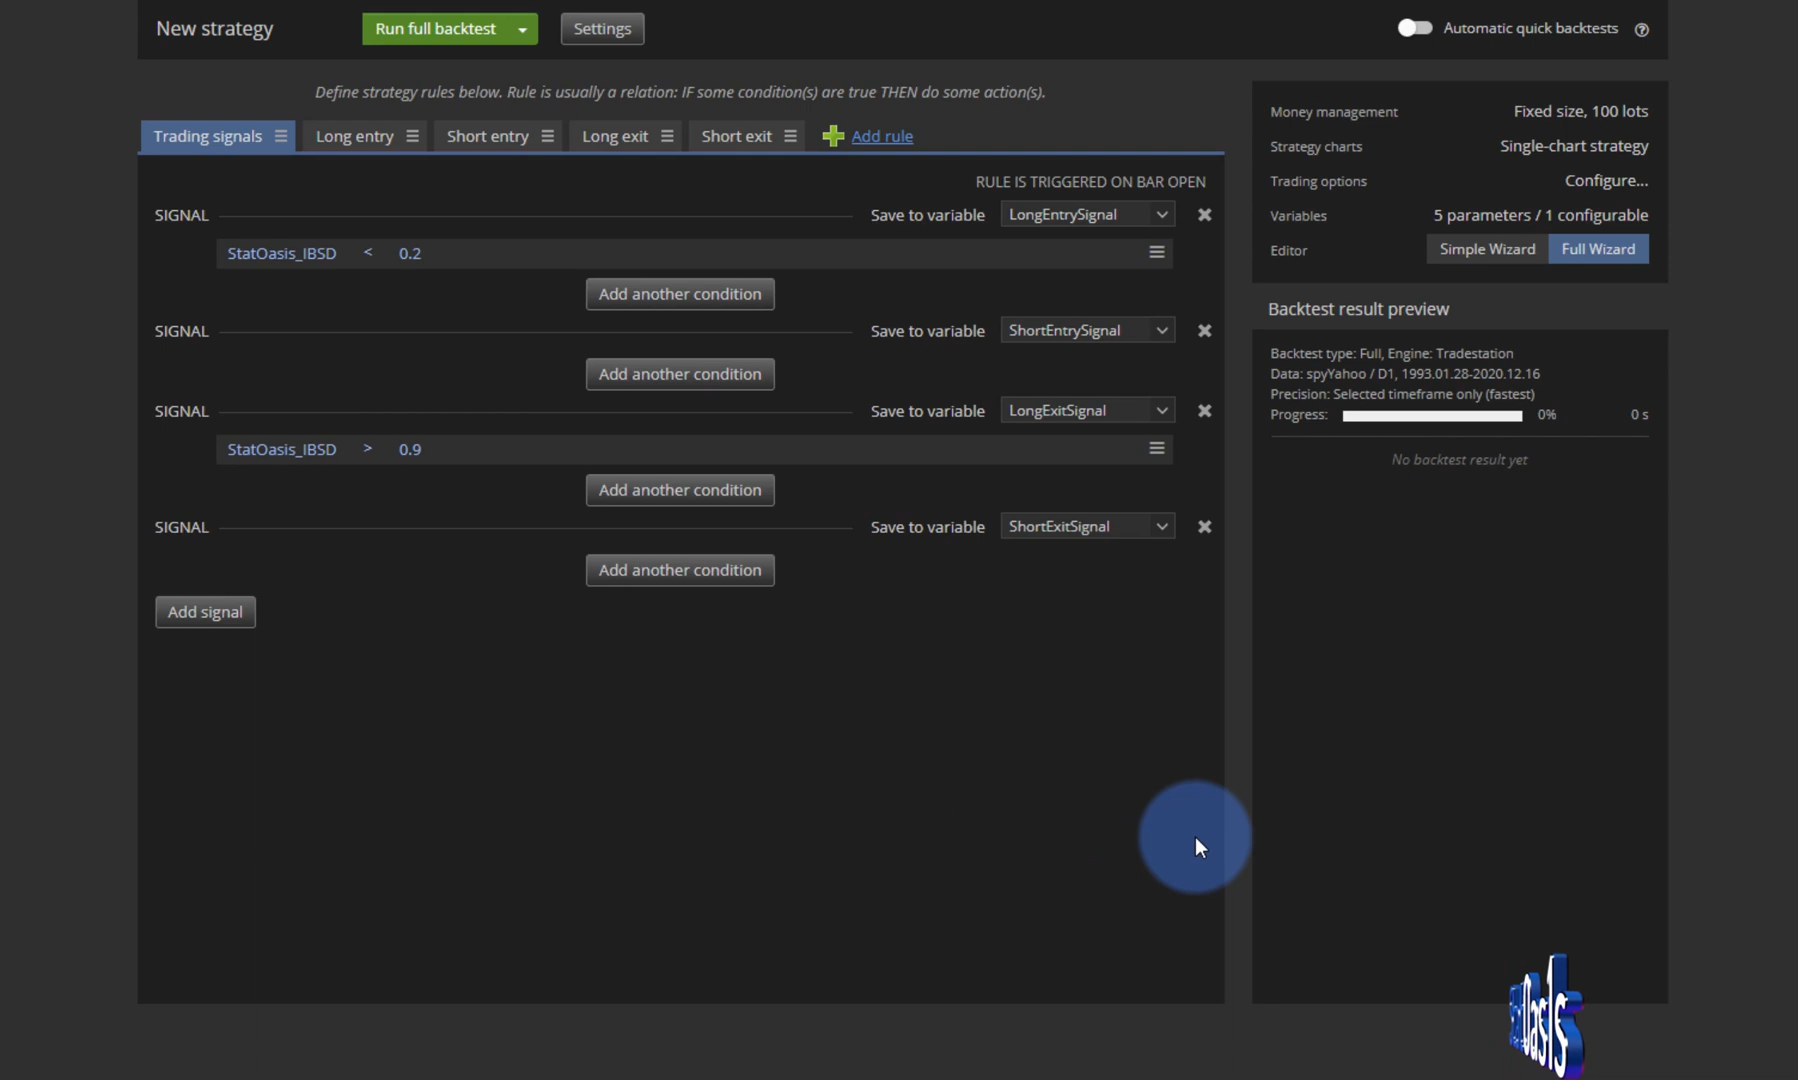 New strategy
Run full backtest
Settings
Automatic quick backtests
Define strategy rules below. Rule is usually a relation: IF some condition(s) are true THEN do some action(s).
Trading signals
Long entry
Short entry
Long exit
Short exit
Add rule
RULE IS TRIGGERED ON BAR OPEN
SIGNAL
Save to variable
LongEntrySignal
StatOasis_IBSD < 0.2
Add another condition
SIGNAL
Save to variable
ShortEntrySignal
Add another condition
SIGNAL
Save to variable
LongExitSignal
StatOasis_IBSD > 0.9
Add another condition
SIGNAL
Save to variable
ShortExitSignal
Add another condition
Add signal
Money management
Fixed size, 100 lots
Strategy charts
Single-chart strategy
Trading options
Configure...
Variables
5 parameters / 1 configurable
Editor
Simple Wizard
Full Wizard
Backtest result preview
Backtest type: Full, Engine: Tradestation
Data: spyYahoo / D1, 1993.01.28-2020.12.16
Precision: Selected timeframe only (fastest)
Progress:
0%
0 s
No backtest result yet